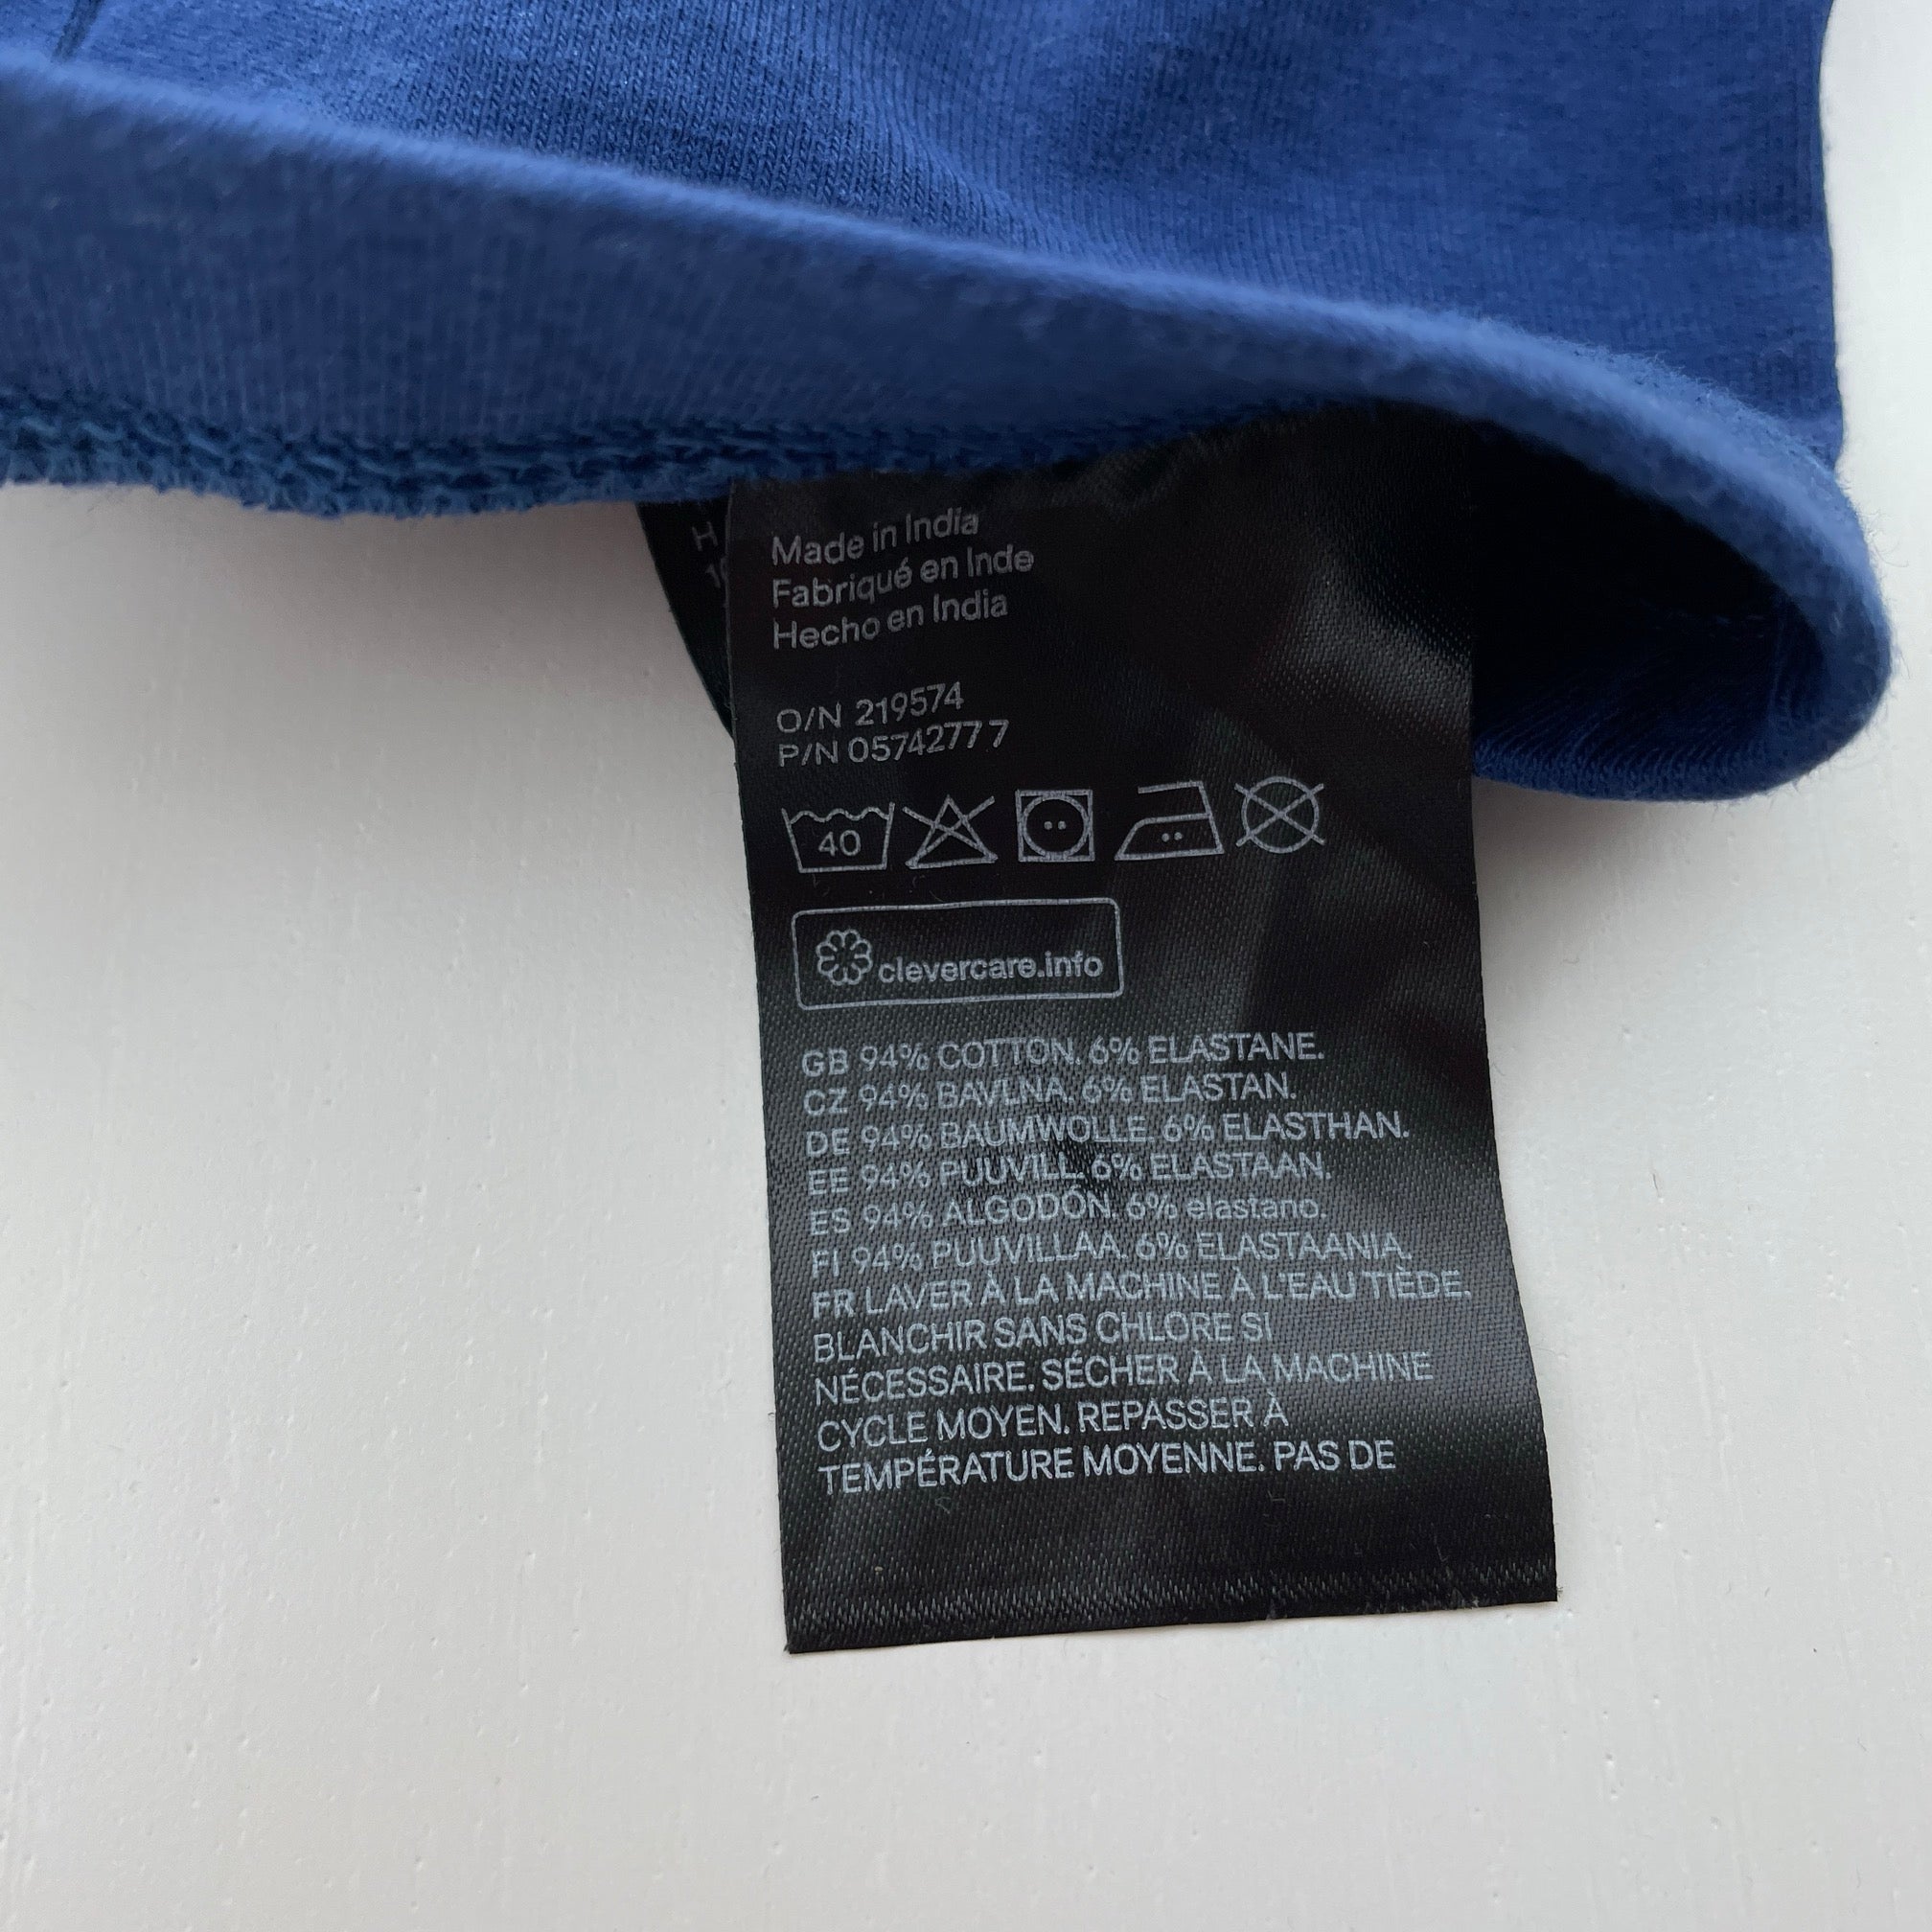 Made in India
Fabriqué en Inde
Hecho en India
O/N 219574
P/N 0574277 7
40
clevercare.info
GB 94% COTTON. 6% ELASTANE.
CZ 94% BAVLNA. 6% ELASTAN.
DE 94% BAUMWOLLE. 6% ELASTHAN.
EE 94% PUUVILL. 6% ELASTAAN.
ES 94% ALGODÓN. 6% elastano.
FI 94% PUUVILLAA. 6% ELASTAANIA.
FR LAVER À LA MACHINE À L'EAU TIÈDE.
BLANCHIR SANS CHLORE SI
NÉCESSAIRE. SÉCHER À LA MACHINE
CYCLE MOYEN. REPASSER À
TEMPÉRATURE MOYENNE. PAS DE